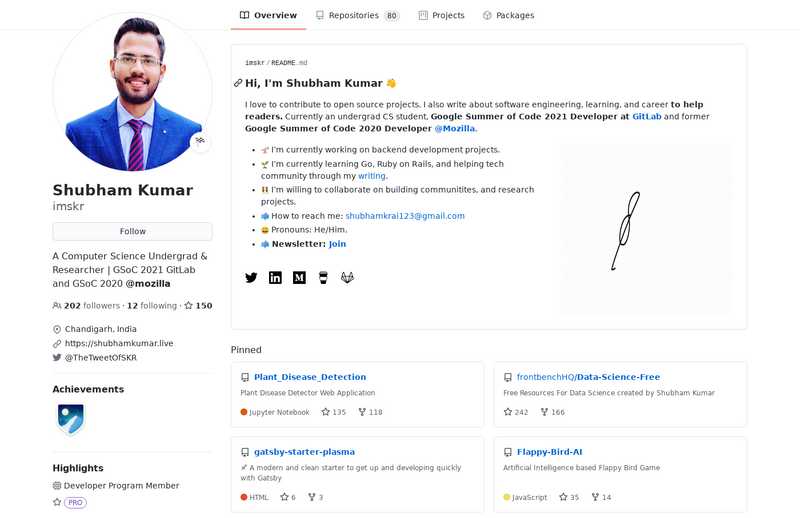 Overview
Repositories 80
Projects
Packages
Shubham Kumar
imskr
Follow
A Computer Science Undergrad &
Researcher | GSoC 2021 GitLab
and GSoC 2020 @mozilla
202 followers · 12 following · 150
Chandigarh, India
https://shubhamkumar.live
@TheTweetOfSKR
Achievements
Highlights
Developer Program Member
PRO
imskr/README.md
Hi, I'm Shubham Kumar 👋
I love to contribute to open source projects. I also write about software engineering, learning, and career to help
readers. Currently an undergrad CS student, Google Summer of Code 2021 Developer at GitLab and former
Google Summer of Code 2020 Developer @Mozilla.
I'm currently working on backend development projects.
I'm currently learning Go, Ruby on Rails, and helping tech
community through my writing.
I'm willing to collaborate on building communitites, and research
projects.
How to reach me: shubhamkrai123@gmail.com
Pronouns: He/Him.
Newsletter: Join
Pinned
Plant_Disease_Detection
Plant Disease Detector Web Application
Jupyter Notebook 135 118
frontbenchHQ/Data-Science-Free
Free Resources For Data Science created by Shubham Kumar
242 166
gatsby-starter-plasma
A modern and clean starter to get up and developing quickly
with Gatsby
HTML 6 3
Flappy-Bird-AI
Artificial Intelligence based Flappy Bird Game
JavaScript 35 14